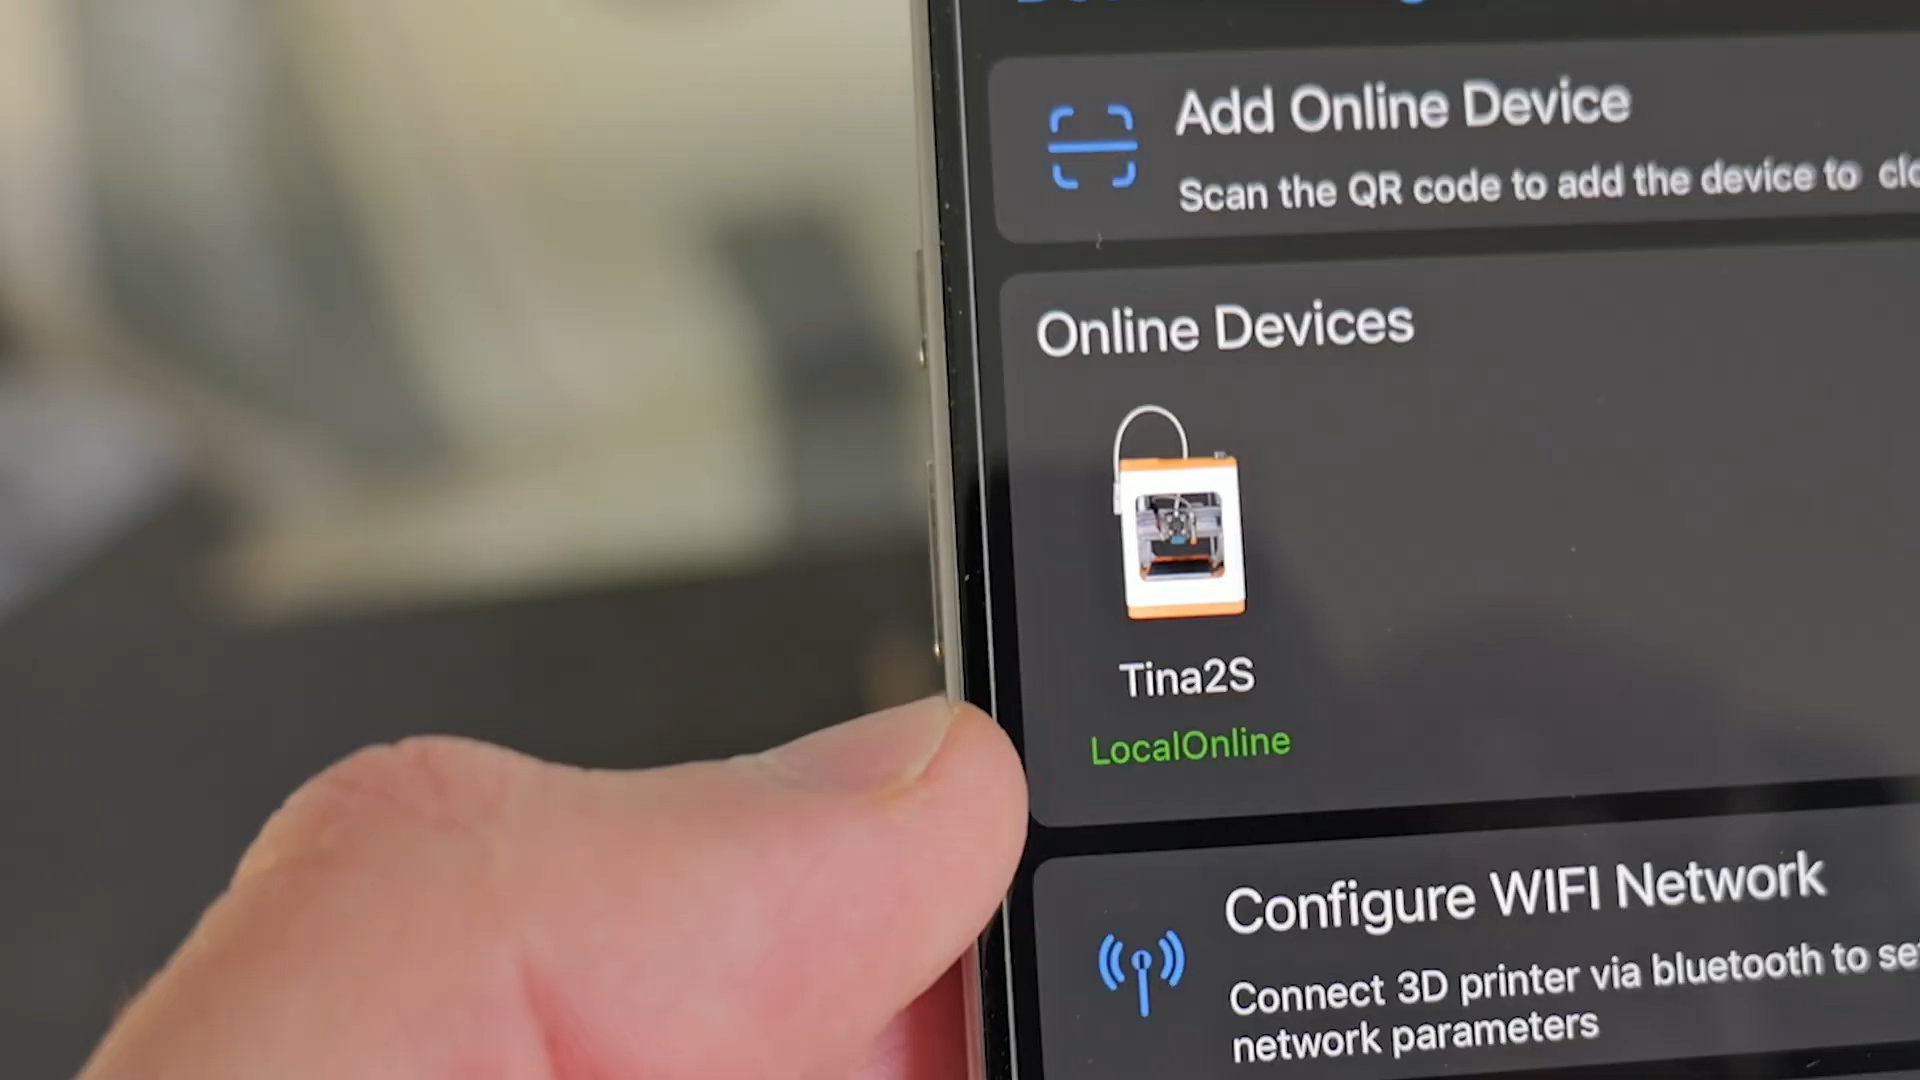 Add Online Device
Scan the QR code to add the device to
Online Devices
Tina2S
LocalOnline
Configure WIFI Network
Connect 3D printer via bluetooth to
network parameters